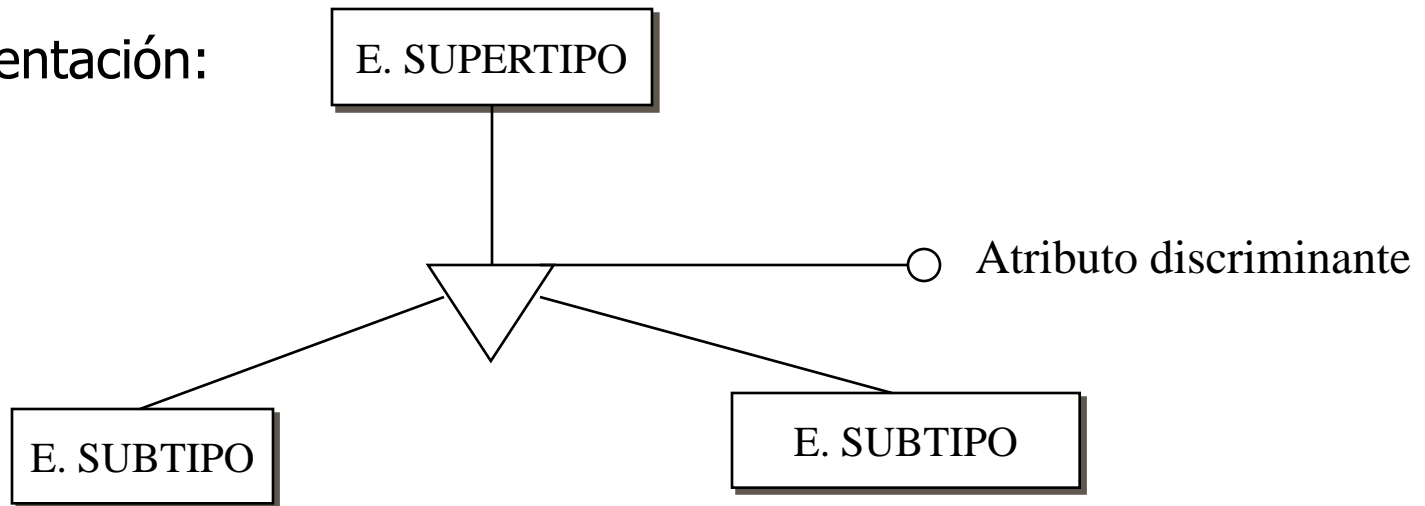 entación:
E. SUPERTIPO
Atributo discriminante
E. SUBTIPO
E. SUBTIPO